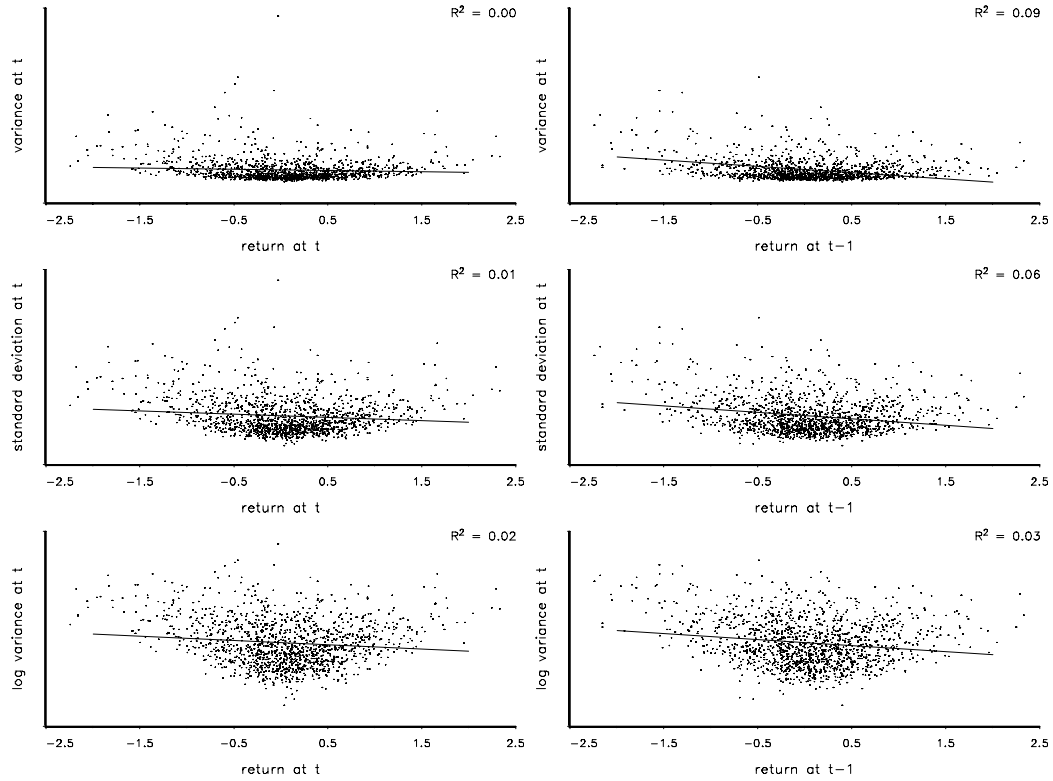 R² = 0.00
variance at t
-2.5 -1.5 -0.5 0.5 1.5 2.5
return at t
R² = 0.09
variance at t
-2.5 -1.5 -0.5 0.5 1.5 2.5
return at t-1
R² = 0.01
standard deviation at t
-2.5 -1.5 -0.5 0.5 1.5 2.5
return at t
R² = 0.06
standard deviation at t
-2.5 -1.5 -0.5 0.5 1.5 2.5
return at t-1
R² = 0.02
log variance at t
-2.5 -1.5 -0.5 0.5 1.5 2.5
return at t
R² = 0.03
log variance at t
-2.5 -1.5 -0.5 0.5 1.5 2.5
return at t-1